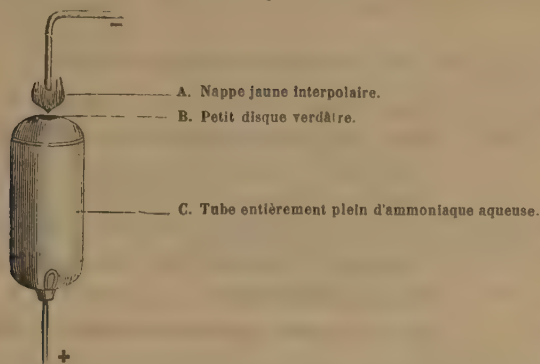 −
A. Nappe jaune interpolaire.
B. Petit disque verdâtre.
C. Tube entièrement plein d'ammoniaque aqueuse.
+